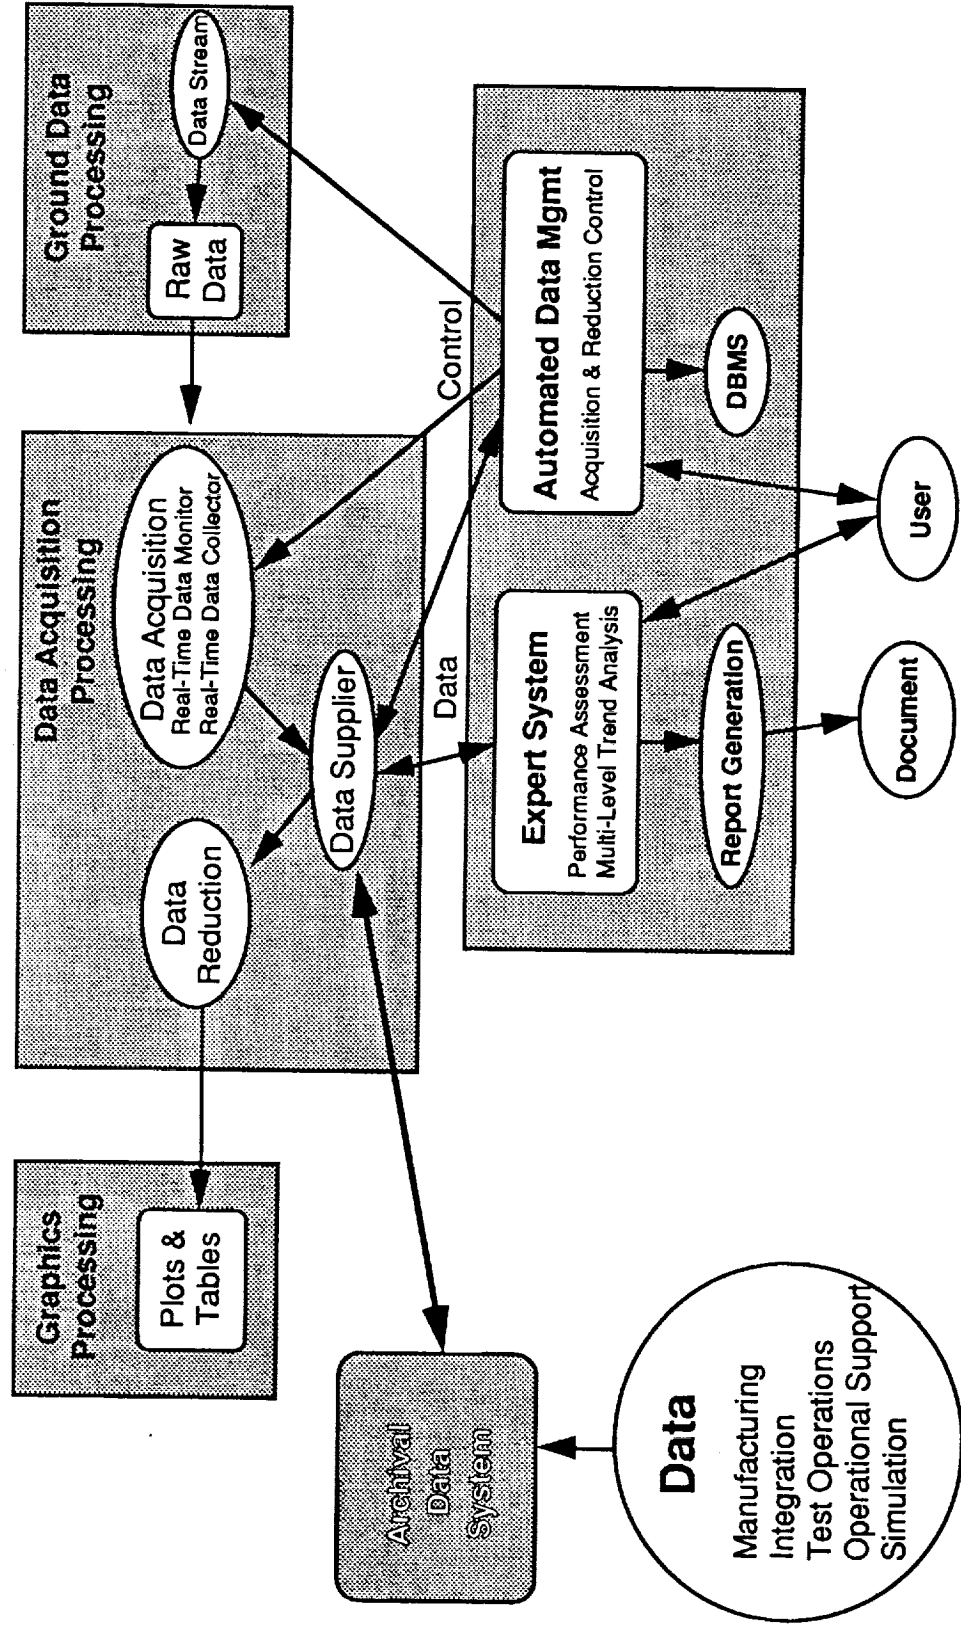 Graphics
Processing
Plots &
Tables
Data Acquisition
Processing
Data
Reduction
Data Acquisition
Real-Time Data Monitor
Real-Time Data Collector
Data Supplier
Ground Data
Processing
Raw
Data
Data Stream
Archival
Data
System
Data
Control
Expert System
Performance Assessment
Multi-Level Trend Analysis
Automated Data Mgmt
Acquisition & Reduction Control
Report Generation
DBMS
Data
Manufacturing
Integration
Test Operations
Operational Support
Simulation
Document
User